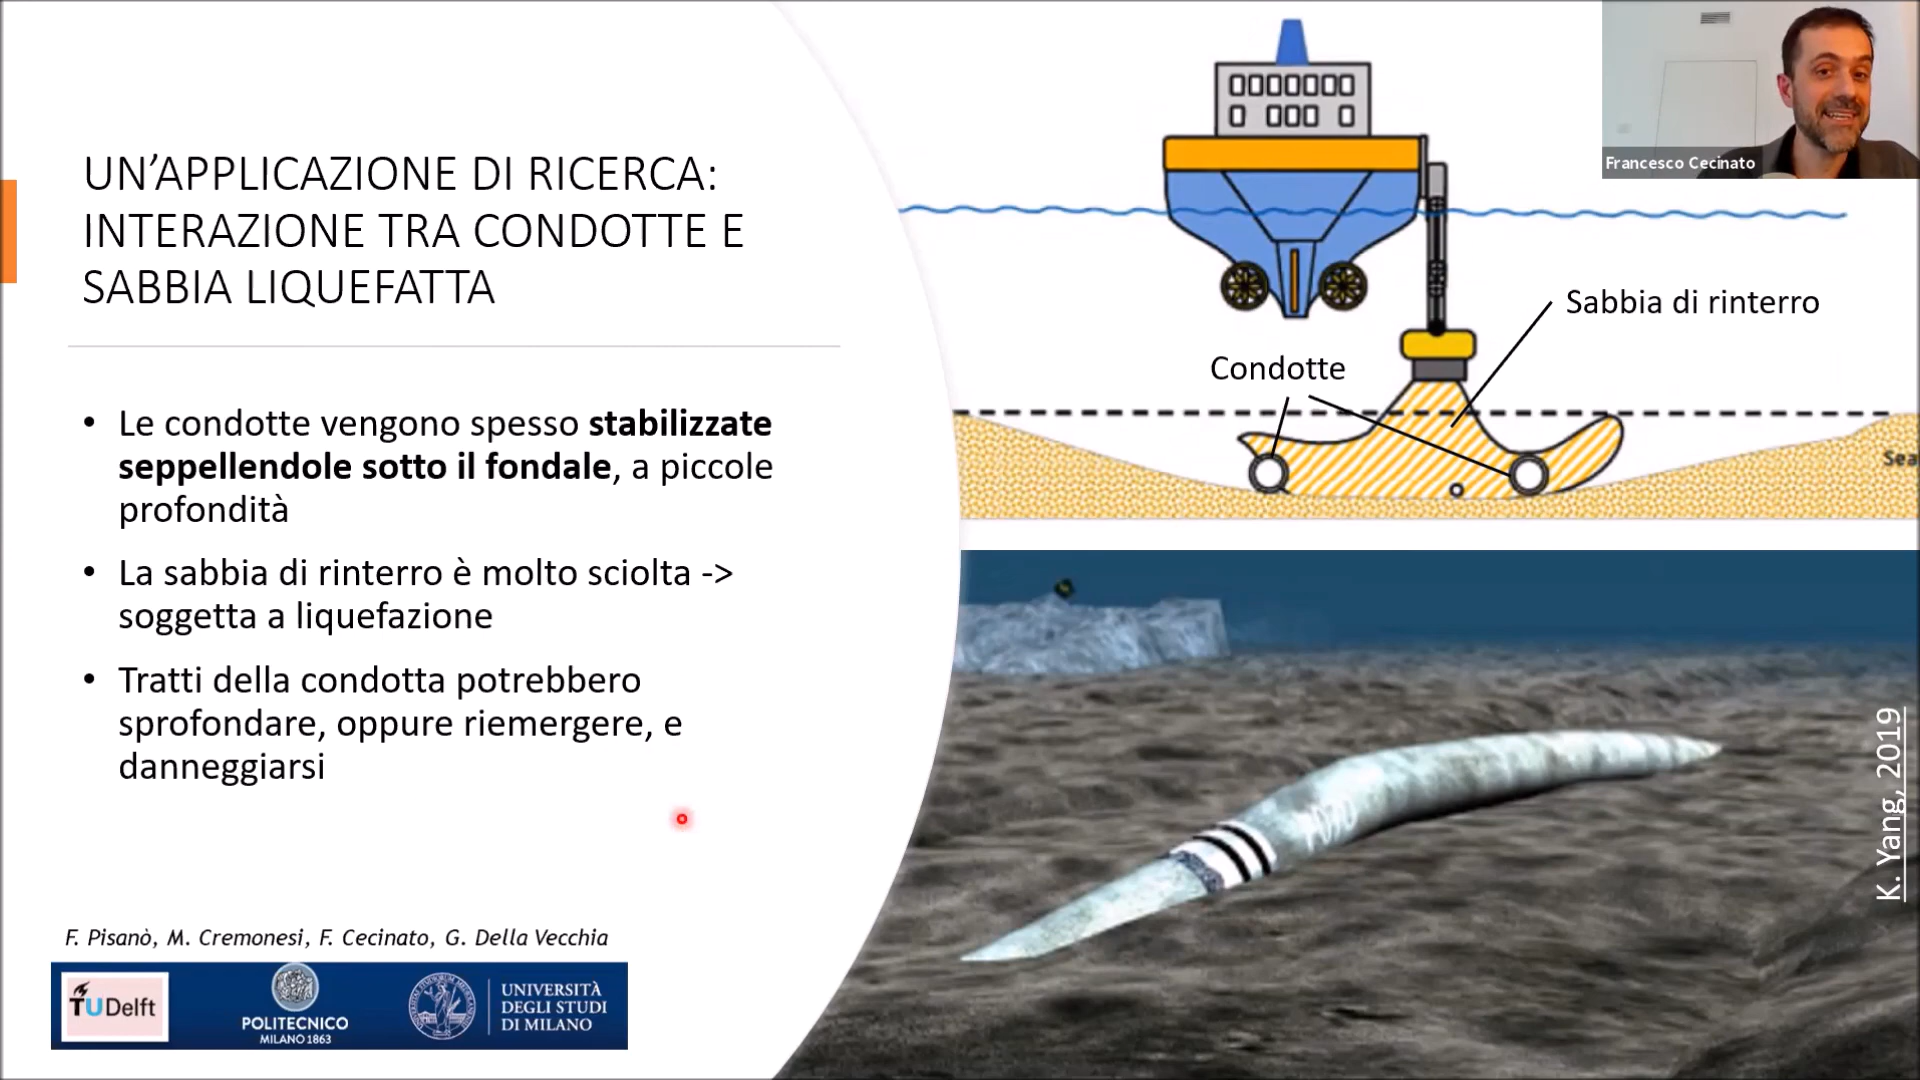 Francesco Cecinato
UN’APPLICAZIONE DI RICERCA:
INTERAZIONE TRA CONDOTTE E
SABBIA LIQUEFATTA
• Le condotte vengono spesso stabilizzate
seppellendole sotto il fondale, a piccole
profondità
• La sabbia di rinterro è molto sciolta ->
soggetta a liquefazione
• Tratti della condotta potrebbero
sprofondare, oppure riemergere, e
danneggiarsi
Sabbia di rinterro
Condotte
Sea
K. Yang, 2019
F. Pisanò, M. Cremonesi, F. Cecinato, G. Della Vecchia
TUDelft
POLITECNICO
MILANO 1863
UNIVERSITÀ
DEGLI STUDI
DI MILANO